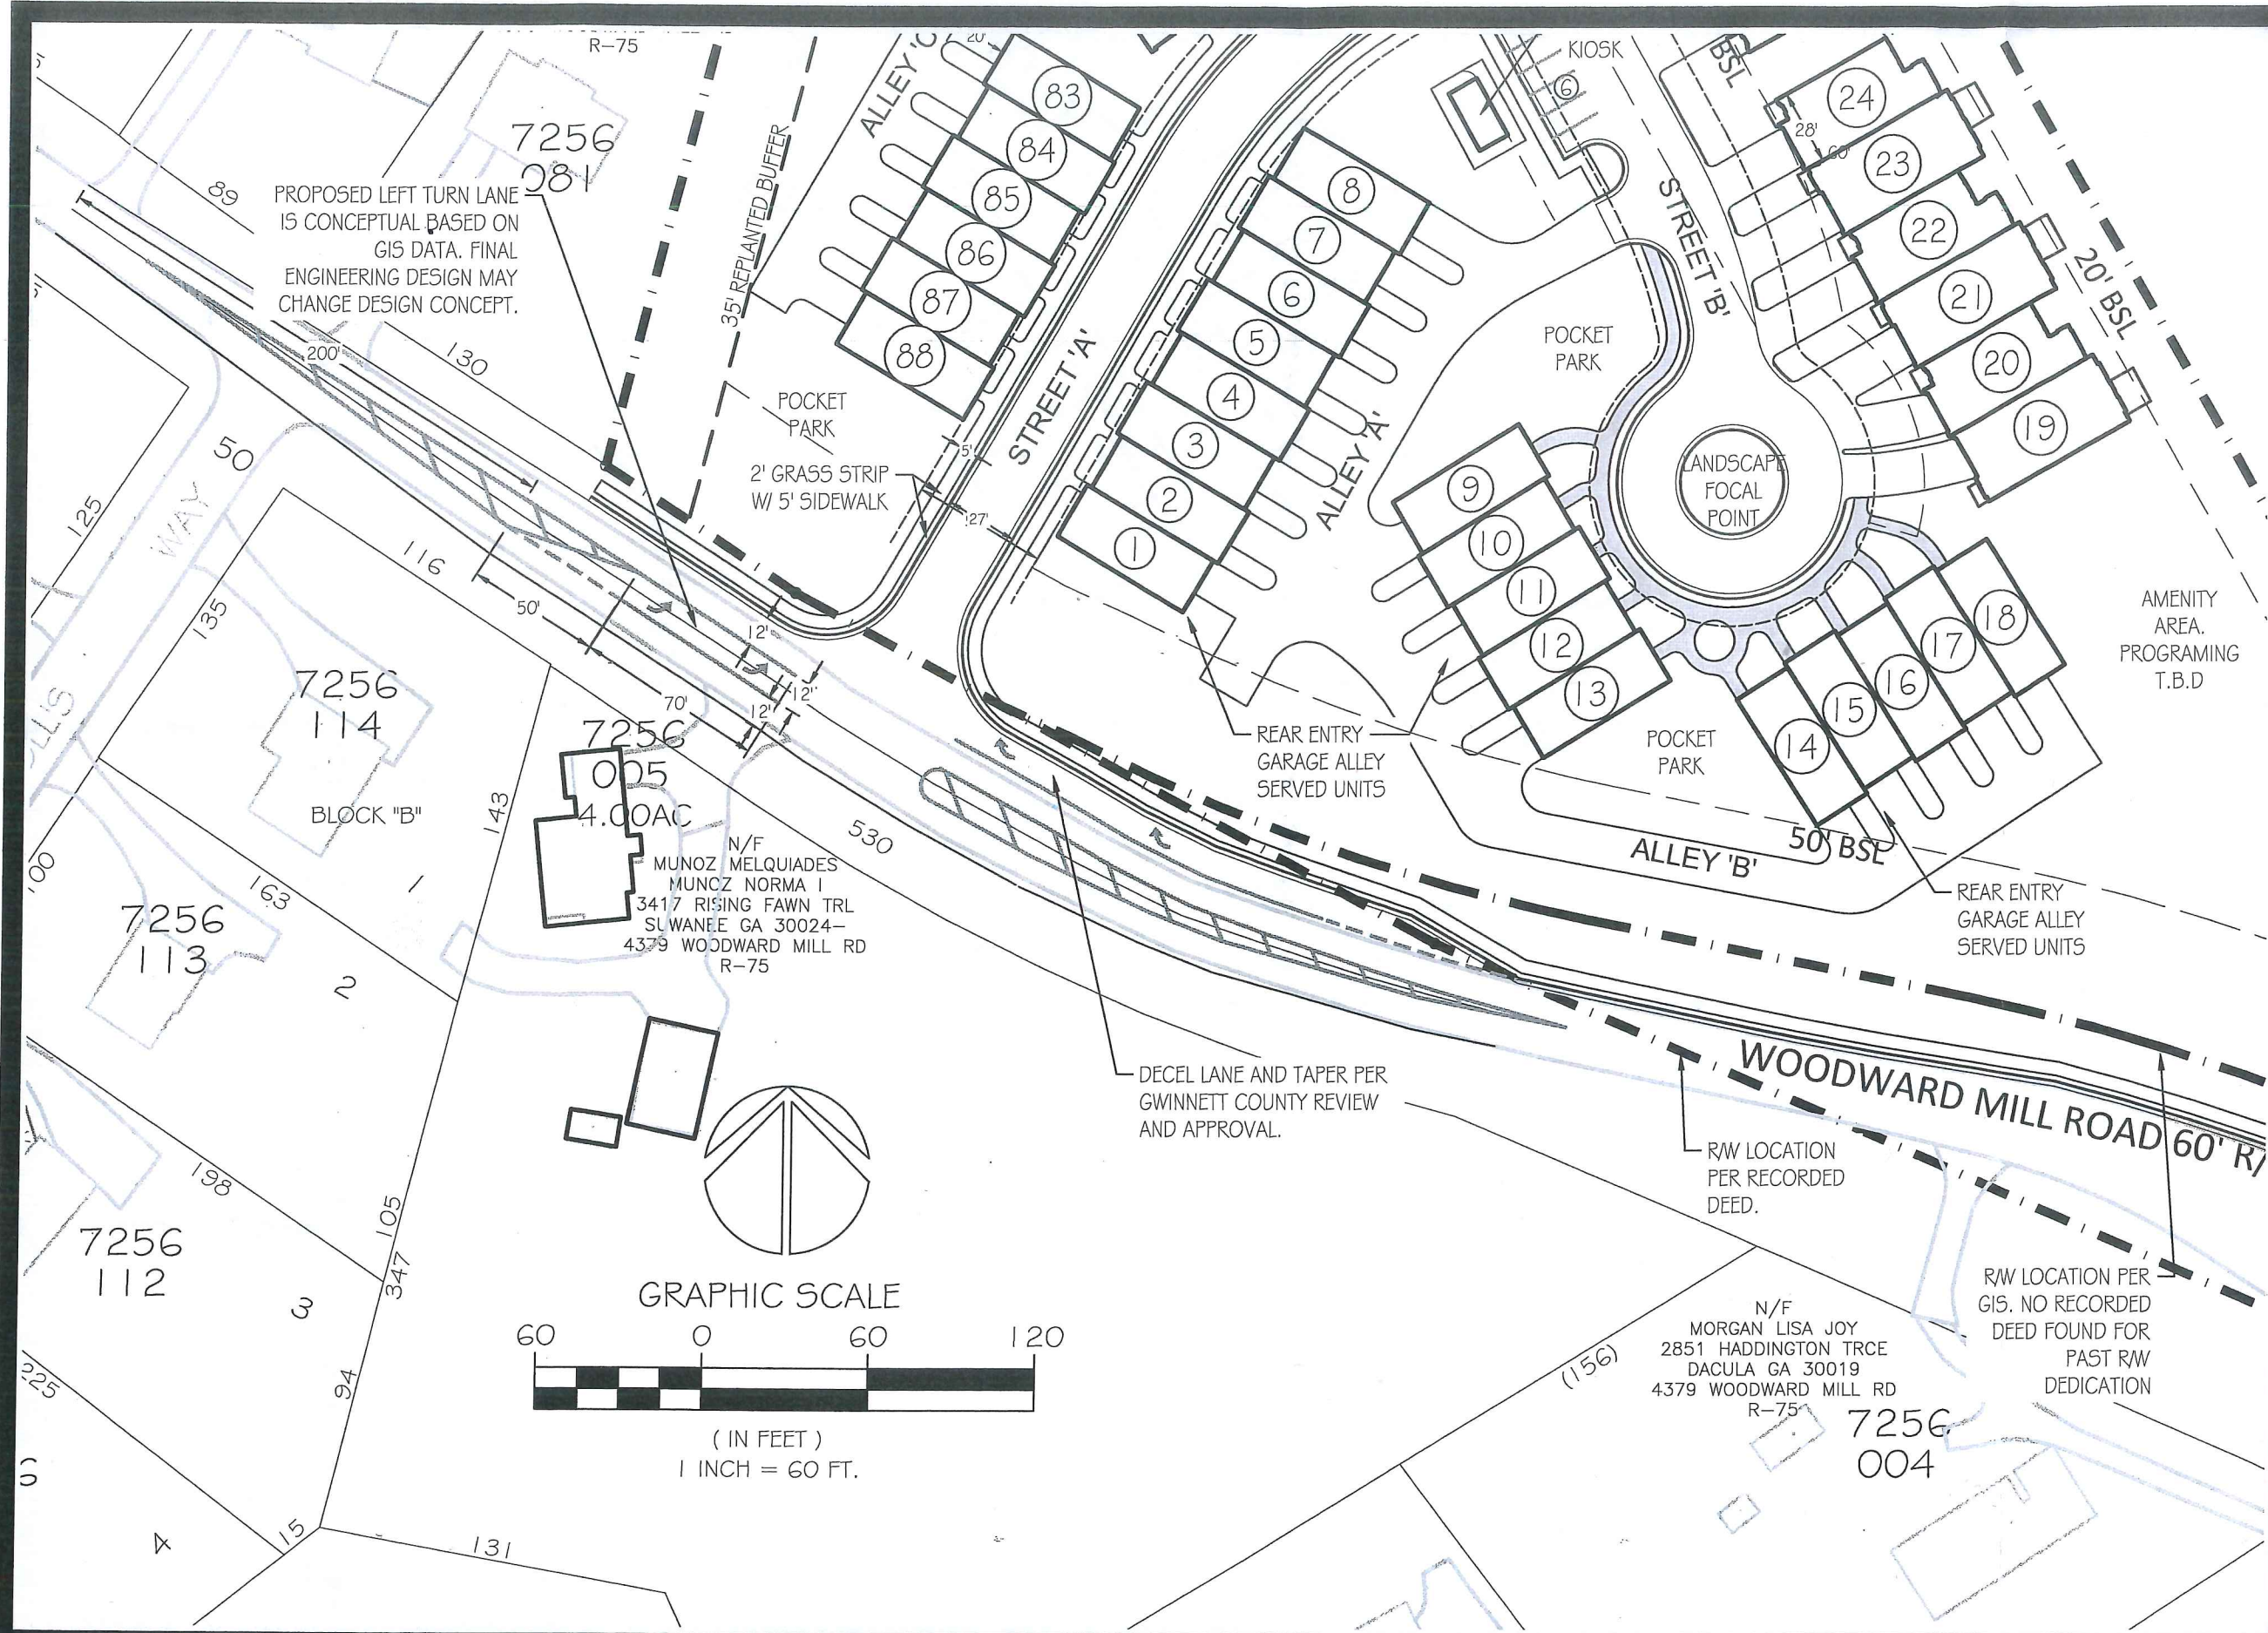 R-75
7256
081
PROPOSED LEFT TURN LANE
IS CONCEPTUAL BASED ON
GIS DATA. FINAL
ENGINEERING DESIGN MAY
CHANGE DESIGN CONCEPT.
89
130
200'
35' REPLANTED BUFFER
ALLEY 'C'
20'
83
84
85
86
87
88
POCKET
PARK
2' GRASS STRIP
W/ 5' SIDEWALK
5'
27'
STREET 'A'
8
7
6
5
4
3
2
1
ALLEY 'A'
KIOSK
6
STREET 'B'
BSL
28'
60'
24
23
22
21
20
19
20' BSL
POCKET
PARK
LANDSCAPE
FOCAL
POINT
9
10
11
12
13
14
15
16
17
18
AMENITY
AREA.
PROGRAMING
T.B.D
POCKET
PARK
REAR ENTRY
GARAGE ALLEY
SERVED UNITS
ALLEY 'B'
50' BSL
REAR ENTRY
GARAGE ALLEY
SERVED UNITS
50
WAY
125
116
135
50'
70'
12'
12'
12'
7256
114
BLOCK "B"
143
1
100
163
7256
113
2
7256
005
4.00AC
N/F
MUNOZ MELQUIADES
MUNOZ NORMA I
3417 RISING FAWN TRL
SUWANEE GA 30024-
4379 WOODWARD MILL RD
R-75
530
DECEL LANE AND TAPER PER
GWINNETT COUNTY REVIEW
AND APPROVAL.
WOODWARD MILL ROAD 60' R/
R/W LOCATION
PER RECORDED
DEED.
R/W LOCATION PER
GIS. NO RECORDED
DEED FOUND FOR
PAST R/W
DEDICATION
198
105
347
7256
112
3
94
225
4
15
131
GRAPHIC SCALE
60 0 60 120
( IN FEET )
1 INCH = 60 FT.
(156)
N/F
MORGAN LISA JOY
2851 HADDINGTON TRCE
DACULA GA 30019
4379 WOODWARD MILL RD
R-75
7256
004